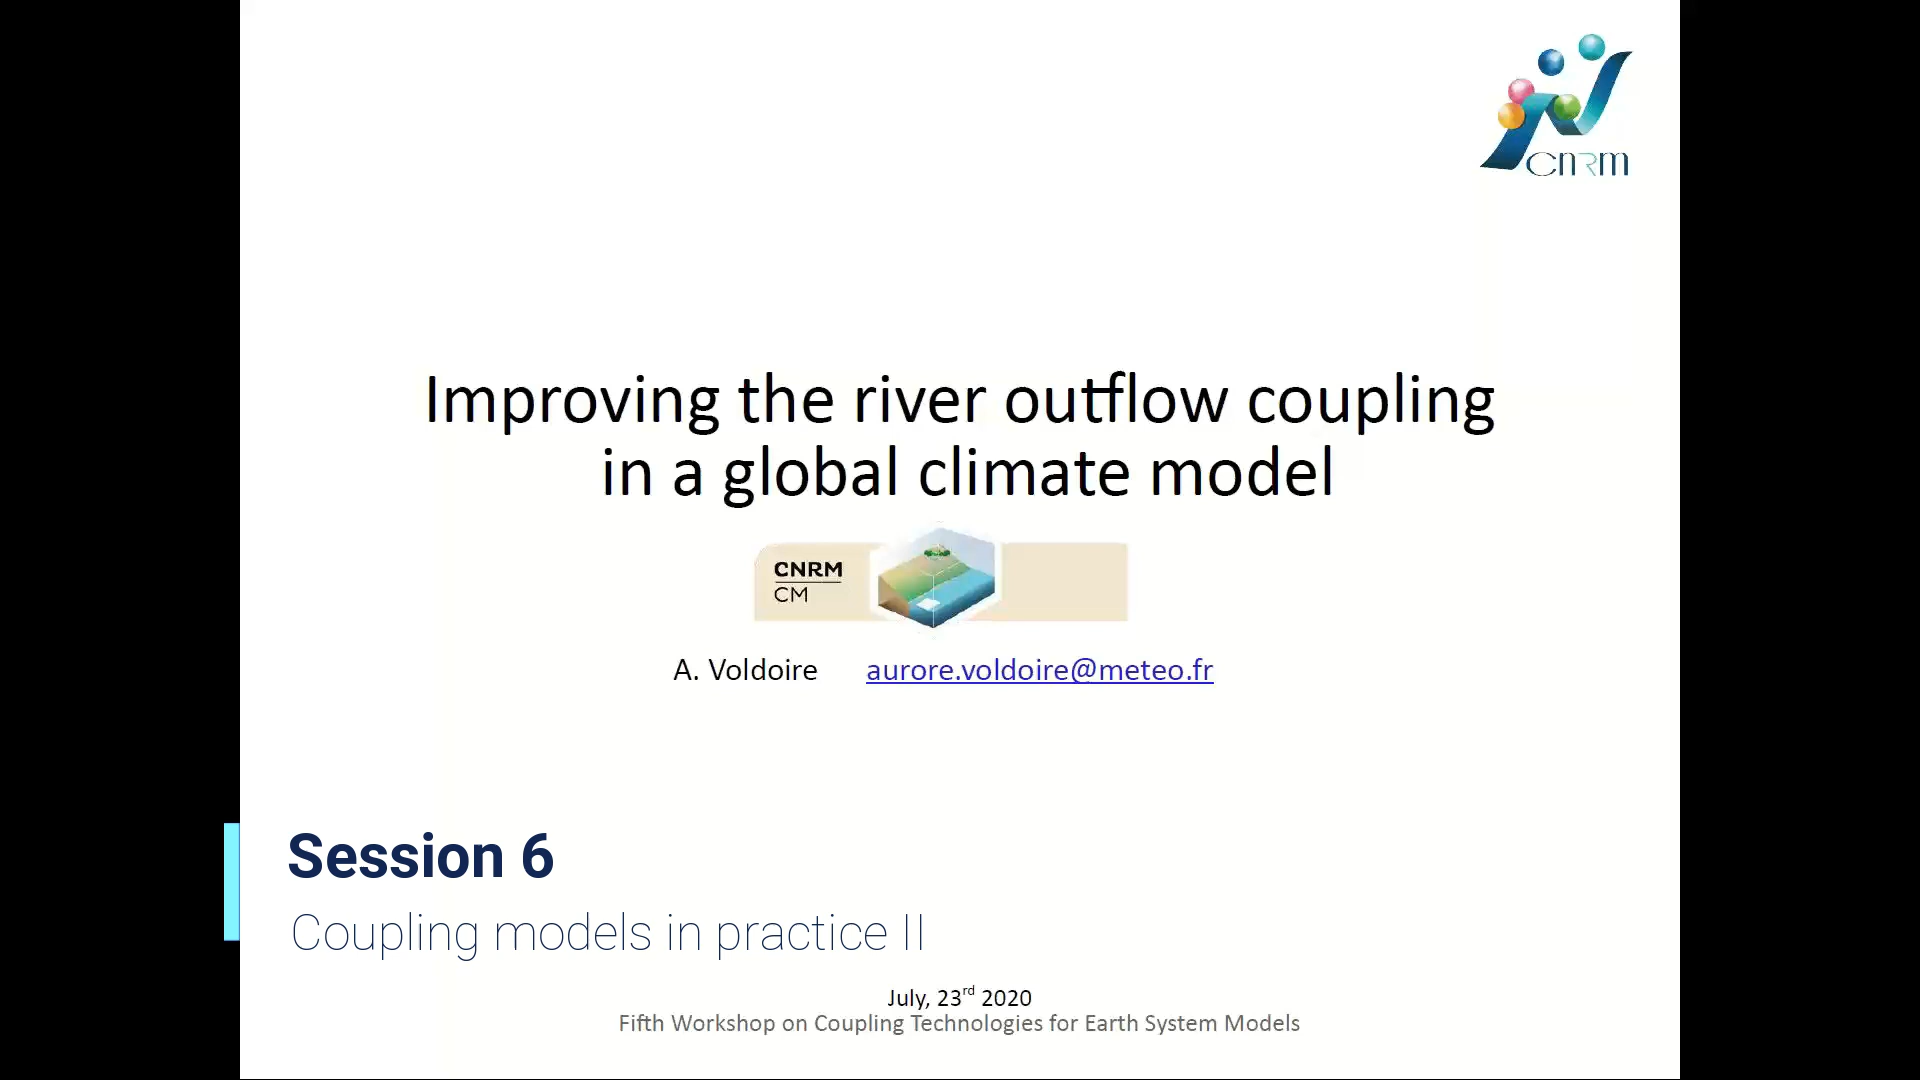 CNRM
Improving the river outflow coupling
in a global climate model
CNRM
CM
A. Voldoire aurore.voldoire@meteo.fr
Session 6
Coupling models in practice II
July, 23rd 2020
Fifth Workshop on Coupling Technologies for Earth System Models